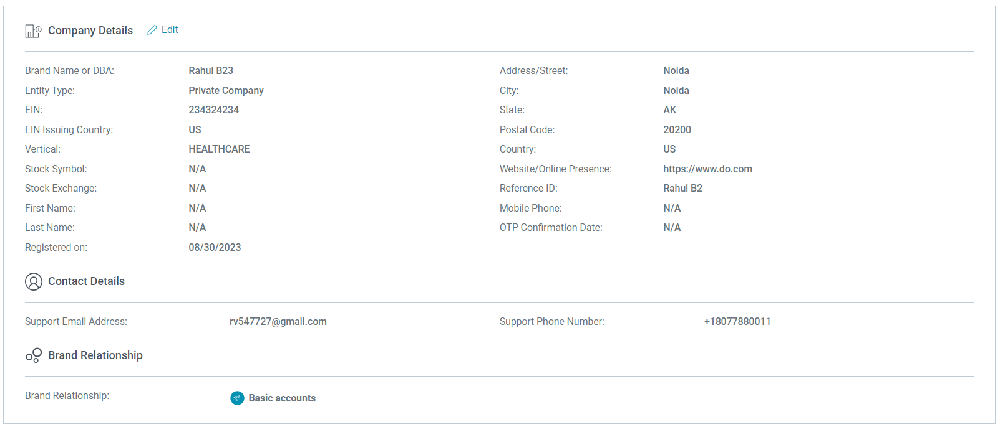 Company Details Edit
Brand Name or DBA: Rahul B23 Address/Street: Noida
Entity Type: Private Company City: Noida
EIN: 234324234 State: AK
EIN Issuing Country: US Postal Code: 20200
Vertical: HEALTHCARE Country: US
Stock Symbol: N/A Website/Online Presence: https://www.do.com
Stock Exchange: N/A Reference ID: Rahul B2
First Name: N/A Mobile Phone: N/A
Last Name: N/A OTP Confirmation Date: N/A
Registered on: 08/30/2023
Contact Details
Support Email Address: rv547727@gmail.com Support Phone Number: +18077880011
Brand Relationship
Brand Relationship: Basic accounts